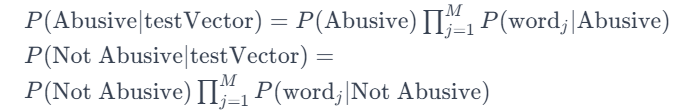 P(Abusive|testVector) = P(Abusive) ∏_{j=1}^{M} P(word_j|Abusive)
P(Not Abusive|testVector) =
P(Not Abusive) ∏_{j=1}^{M} P(word_j|Not Abusive)